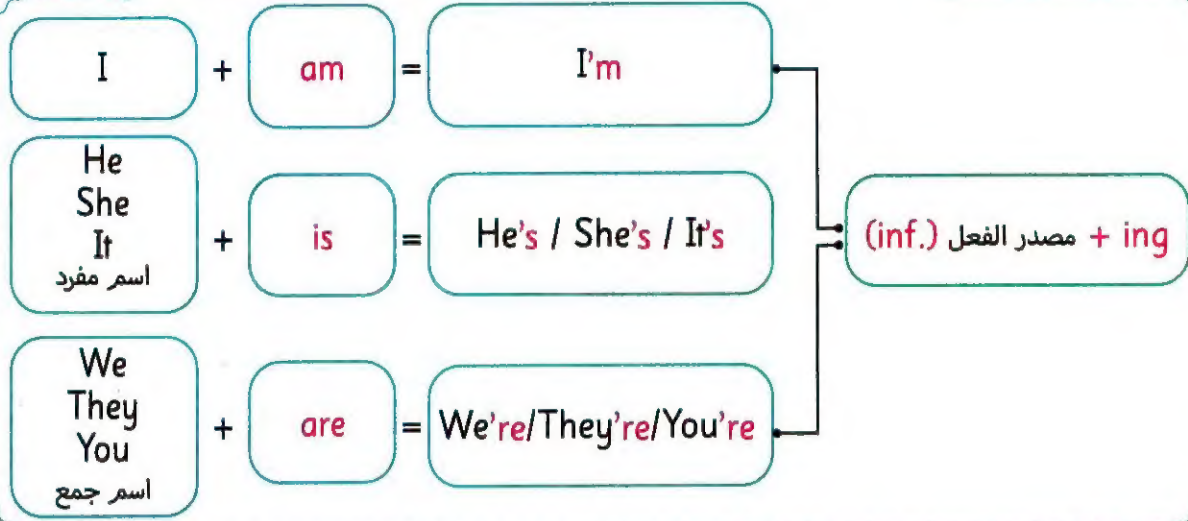 I + am = I'm
He
She
It
اسم مفرد
+ is = He's / She's / It's
We
They
You
اسم جمع
+ are = We're/They're/You're
(inf.) مصدر الفعل + ing